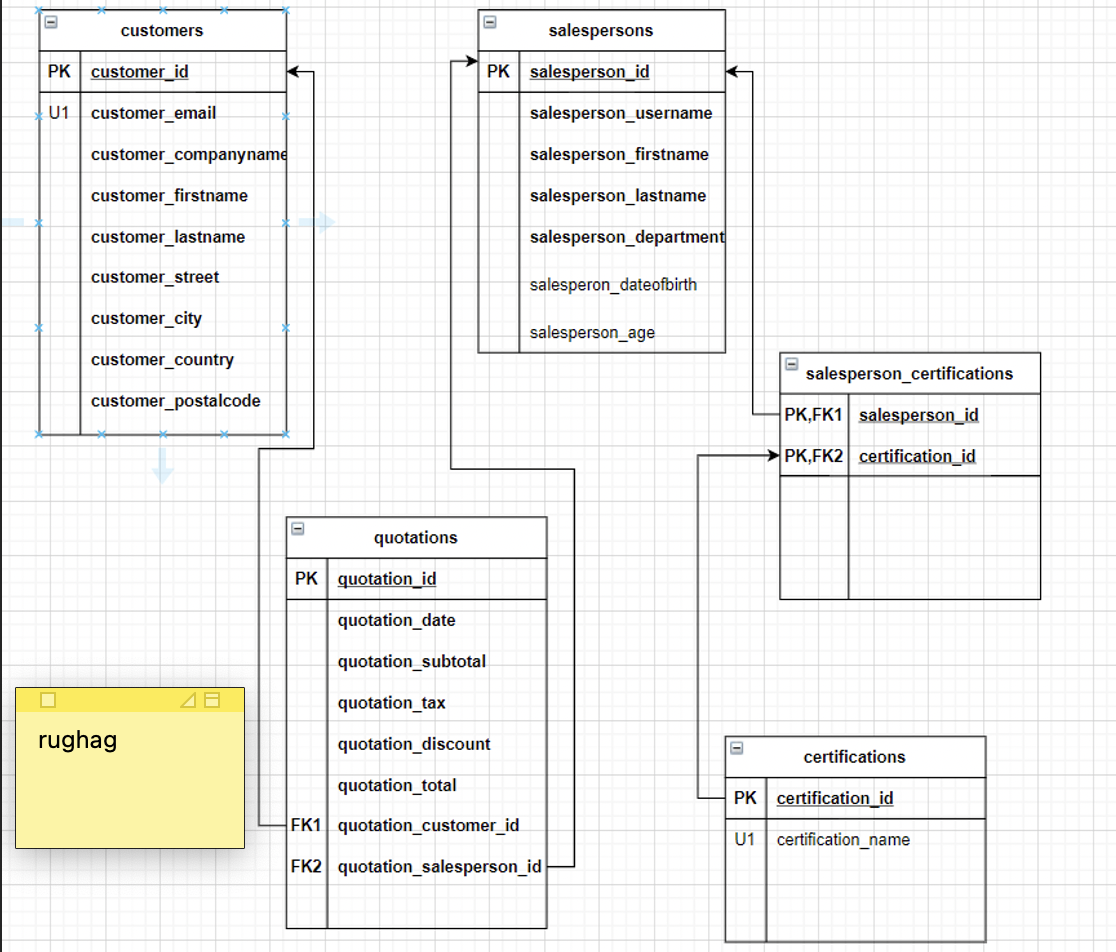 customers
PK customer_id
U1 customer_email
customer_companyname
customer_firstname
customer_lastname
customer_street
customer_city
customer_country
customer_postalcode
salespersons
PK salesperson_id
salesperson_username
salesperson_firstname
salesperson_lastname
salesperson_department
salesperon_dateofbirth
salesperson_age
salesperson_certifications
PK,FK1 salesperson_id
PK,FK2 certification_id
quotations
PK quotation_id
quotation_date
quotation_subtotal
quotation_tax
quotation_discount
quotation_total
FK1 quotation_customer_id
FK2 quotation_salesperson_id
rughag
certifications
PK certification_id
U1 certification_name